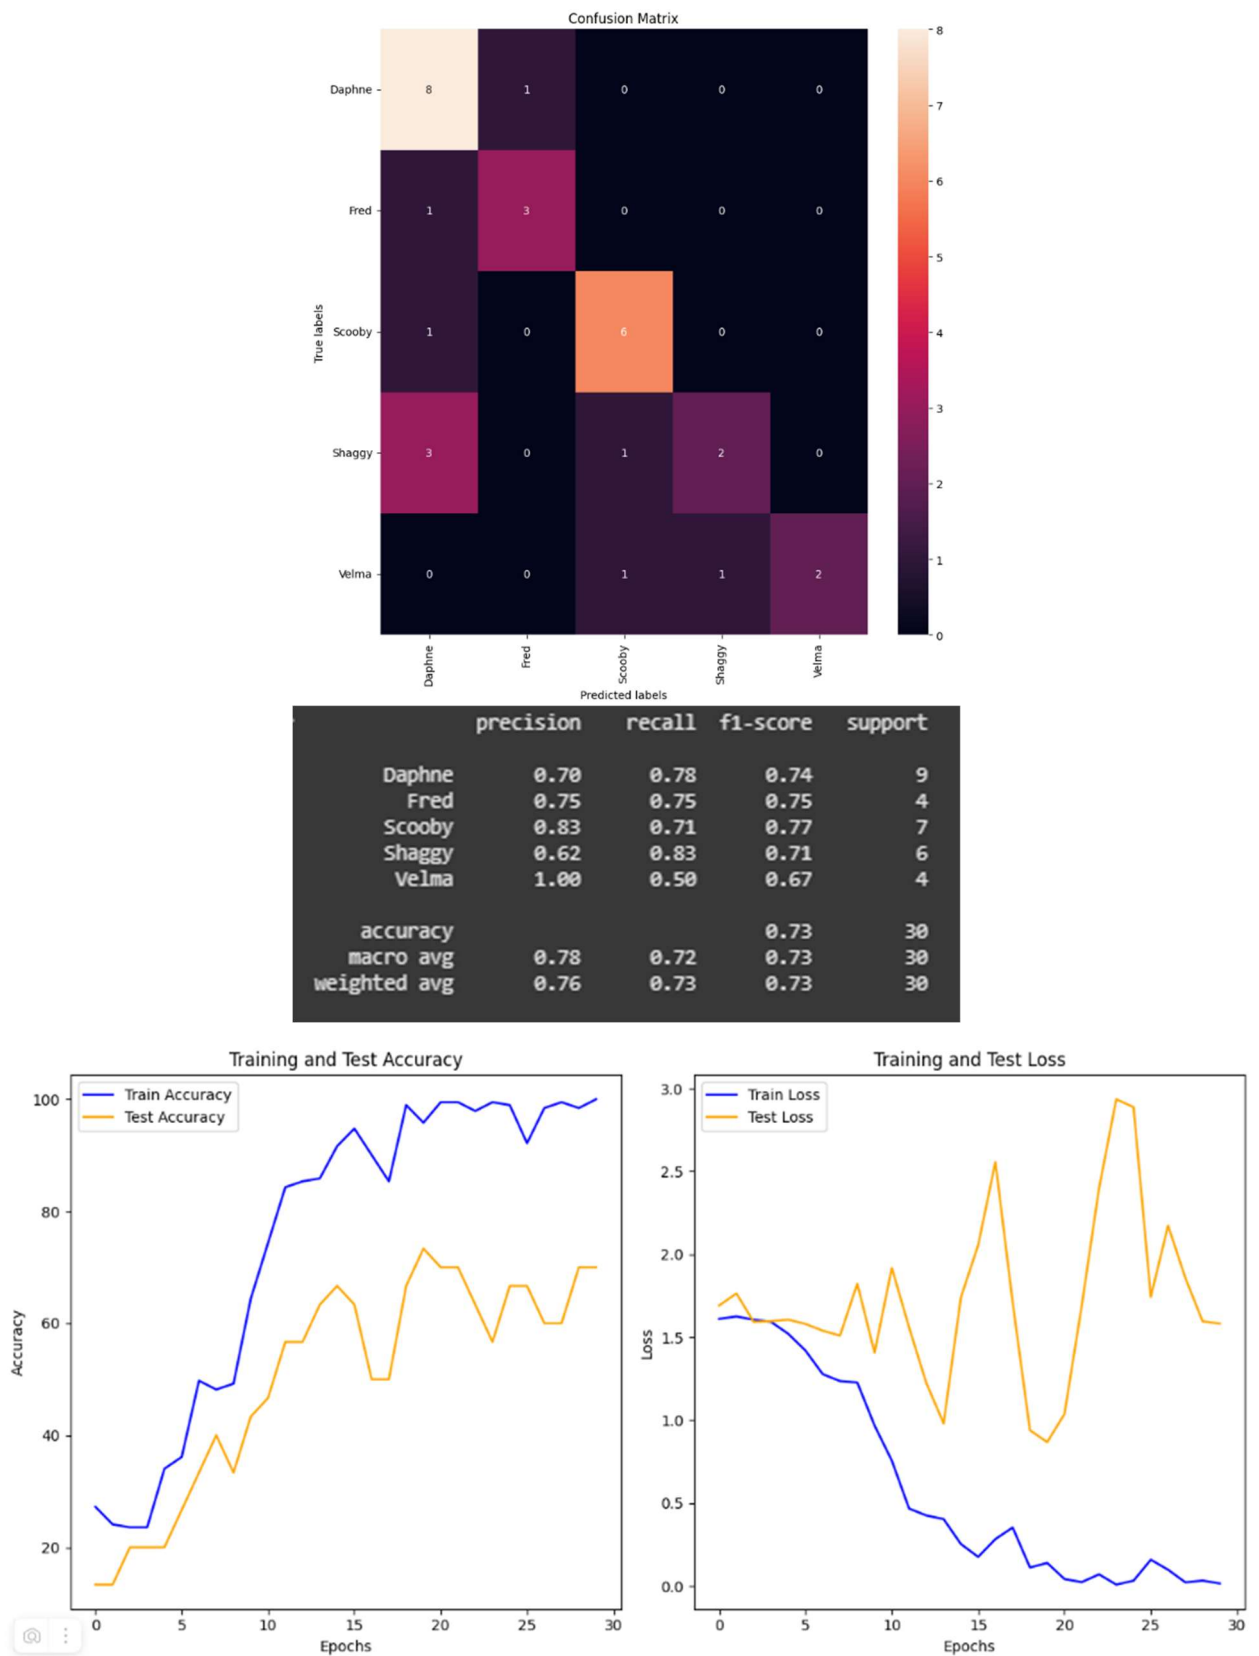 Confusion Matrix
Daphne 8 1 0 0 0
Fred 1 3 0 0 0
Scooby 1 0 6 0 0
Shaggy 3 0 1 2 0
Velma 0 0 1 1 2
Daphne Fred Scooby Shaggy Velma
True labels
Predicted labels
8
7
6
5
4
3
2
1
0
precision recall f1-score support
Daphne 0.70 0.78 0.74 9
Fred 0.75 0.75 0.75 4
Scooby 0.83 0.71 0.77 7
Shaggy 0.62 0.83 0.71 6
Velma 1.00 0.50 0.67 4
accuracy 0.73 30
macro avg 0.78 0.72 0.73 30
weighted avg 0.76 0.73 0.73 30
Training and Test Accuracy
Train Accuracy
Test Accuracy
100
80
60
40
20
Accuracy
0 5 10 15 20 25 30
Epochs
Training and Test Loss
Train Loss
Test Loss
3.0
2.5
2.0
1.5
1.0
0.5
0.0
Loss
0 5 10 15 20 25 30
Epochs